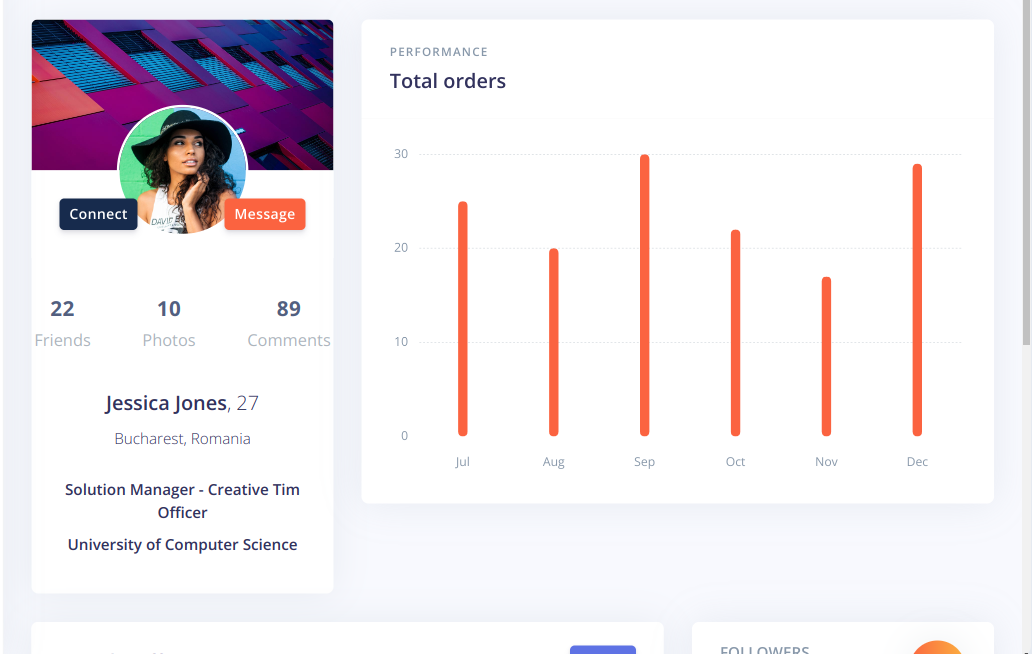 PERFORMANCE
Total orders
30
20
10
0
Jul Aug Sep Oct Nov Dec
Connect
Message
22 10 89
Friends Photos Comments
Jessica Jones, 27
Bucharest, Romania
Solution Manager - Creative Tim
Officer
University of Computer Science
FOLLOWERS